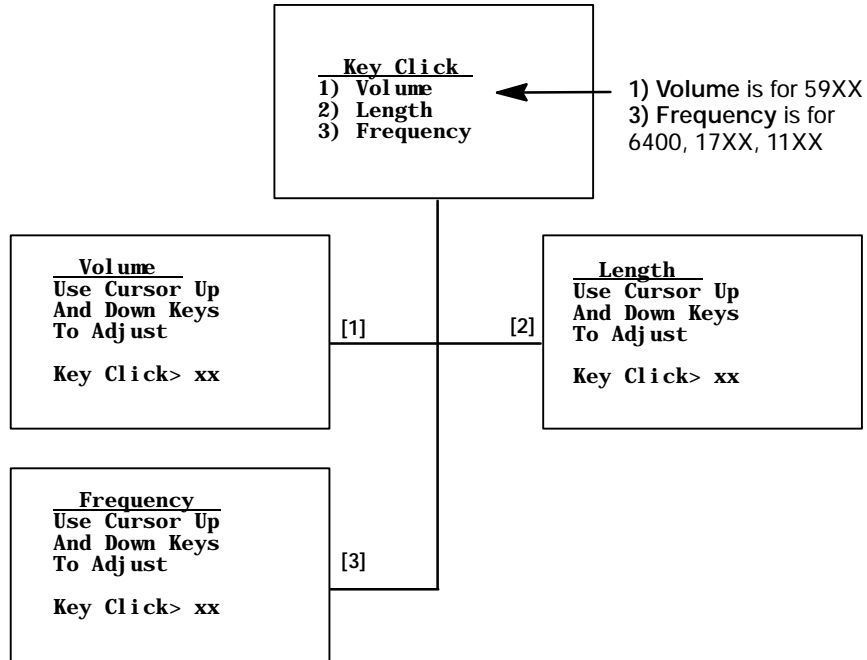 Key Click
1) Volume
2) Length
3) Frequency
1) Volume is for 59XX
3) Frequency is for
6400, 17XX, 11XX
Volume
Use Cursor Up
And Down Keys
To Adjust
Key Click> xx
[1]
[2]
Length
Use Cursor Up
And Down Keys
To Adjust
Key Click> xx
Frequency
Use Cursor Up
And Down Keys
To Adjust
Key Click> xx
[3]